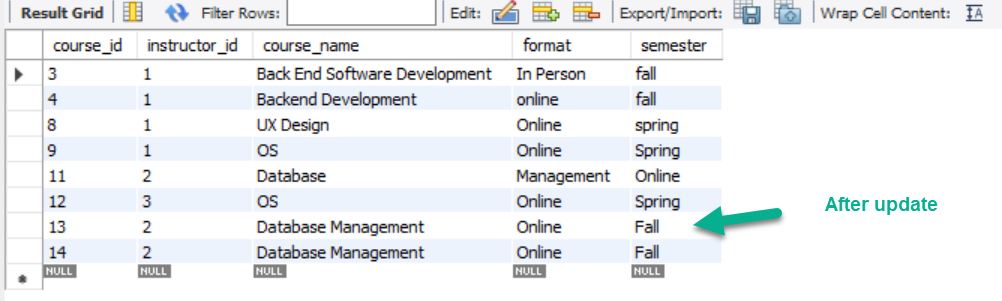 Result Grid Filter Rows: Edit: Export/Import: Wrap Cell Content:
course_id instructor_id course_name format semester
3 1 Back End Software Development In Person fall
4 1 Backend Development online fall
8 1 UX Design Online spring
9 1 OS Online Spring
11 2 Database Management Online
12 3 OS Online Spring
13 2 Database Management Online Fall
14 2 Database Management Online Fall
NULL NULL NULL NULL NULL
After update